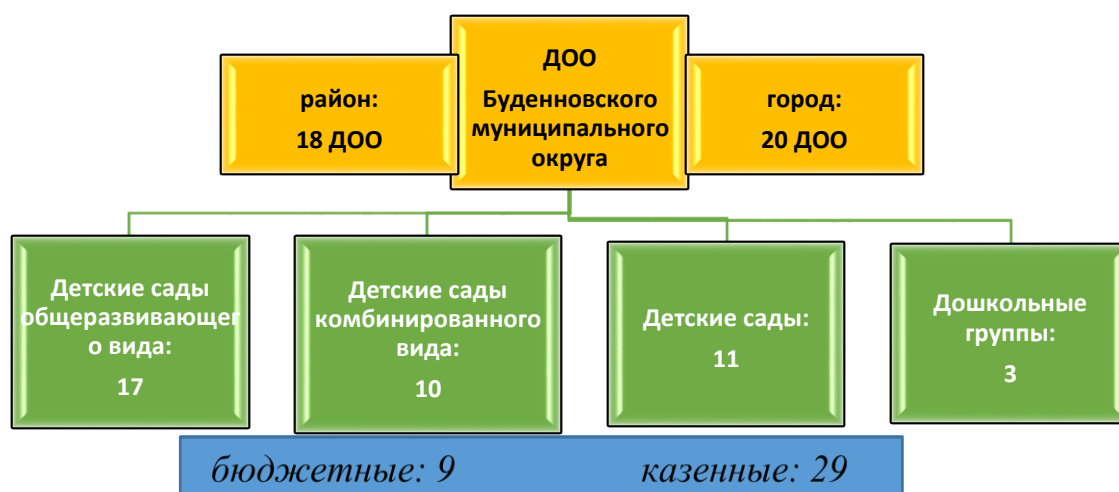 ДОО
Буденновского
муниципального
округа
район:
18 ДОО
город:
20 ДОО
Детские сады
общеразвивающег
о вида:
17
Детские сады
комбинированного
вида:
10
Детские сады:
11
Дошкольные
группы:
3
бюджетные: 9 казенные: 29